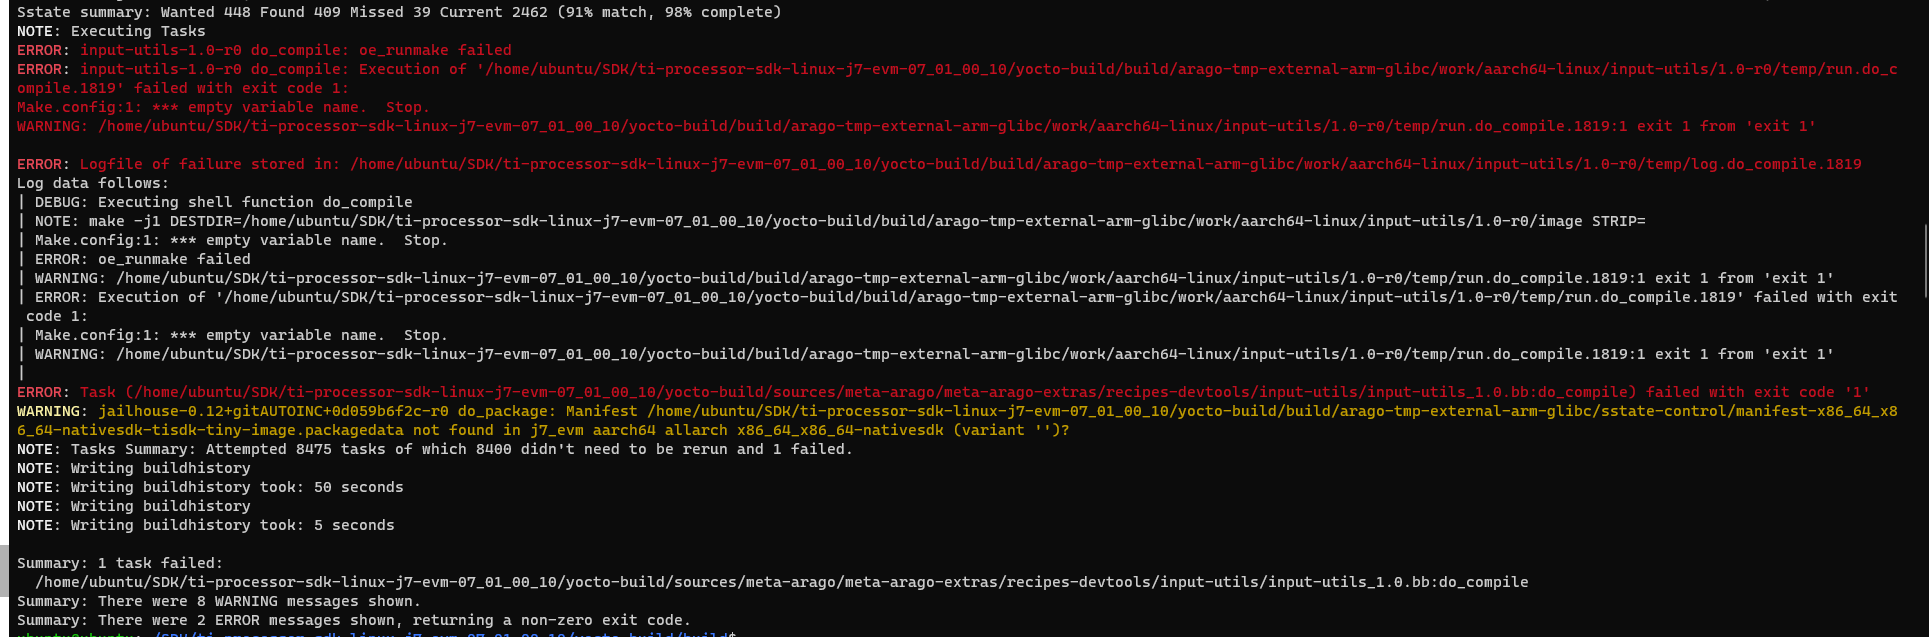 Sstate summary: Wanted 448 Found 409 Missed 39 Current 2462 (91% match, 98% complete)
NOTE: Executing Tasks
ERROR: input-utils-1.0-r0 do_compile: oe_runmake failed
ERROR: input-utils-1.0-r0 do_compile: Execution of '/home/ubuntu/SDK/ti-processor-sdk-linux-j7-evm-07_01_00_10/yocto-build/build/arago-tmp-external-arm-glibc/work/aarch64-linux/input-utils/1.0-r0/temp/run.do_c
ompile.1819' failed with exit code 1:
Make.config:1: *** empty variable name.  Stop.
WARNING: /home/ubuntu/SDK/ti-processor-sdk-linux-j7-evm-07_01_00_10/yocto-build/build/arago-tmp-external-arm-glibc/work/aarch64-linux/input-utils/1.0-r0/temp/run.do_compile.1819:1 exit 1 from 'exit 1'
ERROR: Logfile of failure stored in: /home/ubuntu/SDK/ti-processor-sdk-linux-j7-evm-07_01_00_10/yocto-build/build/arago-tmp-external-arm-glibc/work/aarch64-linux/input-utils/1.0-r0/temp/log.do_compile.1819
Log data follows:
| DEBUG: Executing shell function do_compile
| NOTE: make -j1 DESTDIR=/home/ubuntu/SDK/ti-processor-sdk-linux-j7-evm-07_01_00_10/yocto-build/build/arago-tmp-external-arm-glibc/work/aarch64-linux/input-utils/1.0-r0/image STRIP=
| Make.config:1: *** empty variable name.  Stop.
| ERROR: oe_runmake failed
| WARNING: /home/ubuntu/SDK/ti-processor-sdk-linux-j7-evm-07_01_00_10/yocto-build/build/arago-tmp-external-arm-glibc/work/aarch64-linux/input-utils/1.0-r0/temp/run.do_compile.1819:1 exit 1 from 'exit 1'
| ERROR: Execution of '/home/ubuntu/SDK/ti-processor-sdk-linux-j7-evm-07_01_00_10/yocto-build/build/arago-tmp-external-arm-glibc/work/aarch64-linux/input-utils/1.0-r0/temp/run.do_compile.1819' failed with exit
 code 1:
| Make.config:1: *** empty variable name.  Stop.
| WARNING: /home/ubuntu/SDK/ti-processor-sdk-linux-j7-evm-07_01_00_10/yocto-build/build/arago-tmp-external-arm-glibc/work/aarch64-linux/input-utils/1.0-r0/temp/run.do_compile.1819:1 exit 1 from 'exit 1'
|
ERROR: Task (/home/ubuntu/SDK/ti-processor-sdk-linux-j7-evm-07_01_00_10/yocto-build/sources/meta-arago/meta-arago-extras/recipes-devtools/input-utils/input-utils_1.0.bb:do_compile) failed with exit code '1'
WARNING: jailhouse-0.12+gitAUTOINC+0d059b6f2c-r0 do_package: Manifest /home/ubuntu/SDK/ti-processor-sdk-linux-j7-evm-07_01_00_10/yocto-build/build/arago-tmp-external-arm-glibc/sstate-control/manifest-x86_64_x8
6_64-nativesdk-tisdk-tiny-image.packagedata not found in j7_evm aarch64 allarch x86_64_x86_64-nativesdk (variant '')?
NOTE: Tasks Summary: Attempted 8475 tasks of which 8400 didn't need to be rerun and 1 failed.
NOTE: Writing buildhistory
NOTE: Writing buildhistory took: 50 seconds
NOTE: Writing buildhistory
NOTE: Writing buildhistory took: 5 seconds
Summary: 1 task failed:
  /home/ubuntu/SDK/ti-processor-sdk-linux-j7-evm-07_01_00_10/yocto-build/sources/meta-arago/meta-arago-extras/recipes-devtools/input-utils/input-utils_1.0.bb:do_compile
Summary: There were 8 WARNING messages shown.
Summary: There were 2 ERROR messages shown, returning a non-zero exit code.